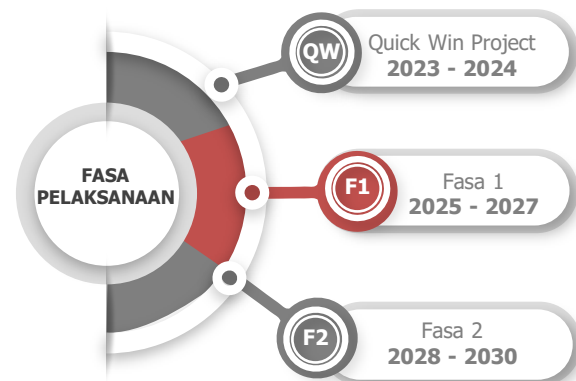 FASA
PELAKSANAAN
QW
Quick Win Project
2023 - 2024
F1
Fasa 1
2025 - 2027
F2
Fasa 2
2028 - 2030